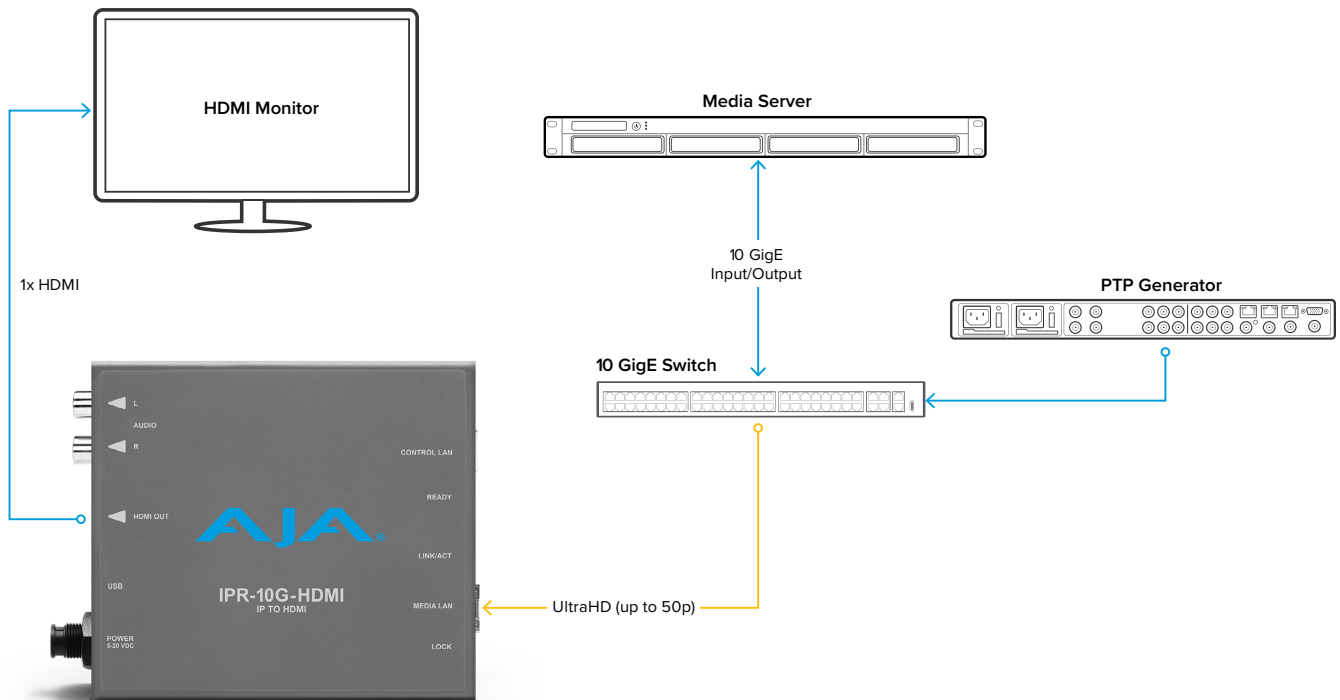 HDMI Monitor
Media Server
1x HDMI
10 GigE
Input/Output
PTP Generator
10 GigE Switch
L
AUDIO
R
CONTROL LAN
READY
HDMI OUT
AJA
LINK/ACT
USB
IPR-10G-HDMI
IP TO HDMI
MEDIA LAN
UltraHD (up to 50p)
POWER
5-20 VDC
LOCK